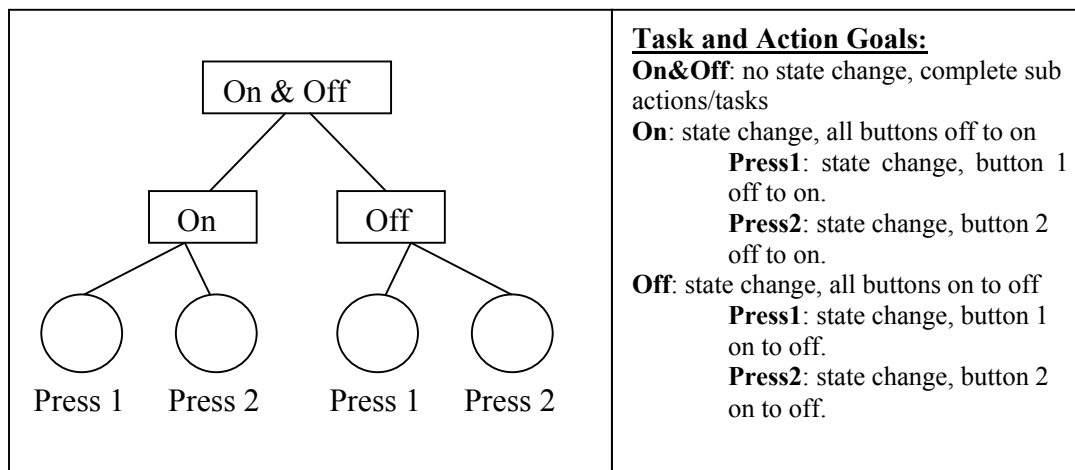 On & Off
On Off
Press 1 Press 2 Press 1 Press 2
Task and Action Goals:
On&Off: no state change, complete sub
actions/tasks
On: state change, all buttons off to on
Press1: state change, button 1
off to on.
Press2: state change, button 2
off to on.
Off: state change, all buttons on to off
Press1: state change, button 1
on to off.
Press2: state change, button 2
on to off.